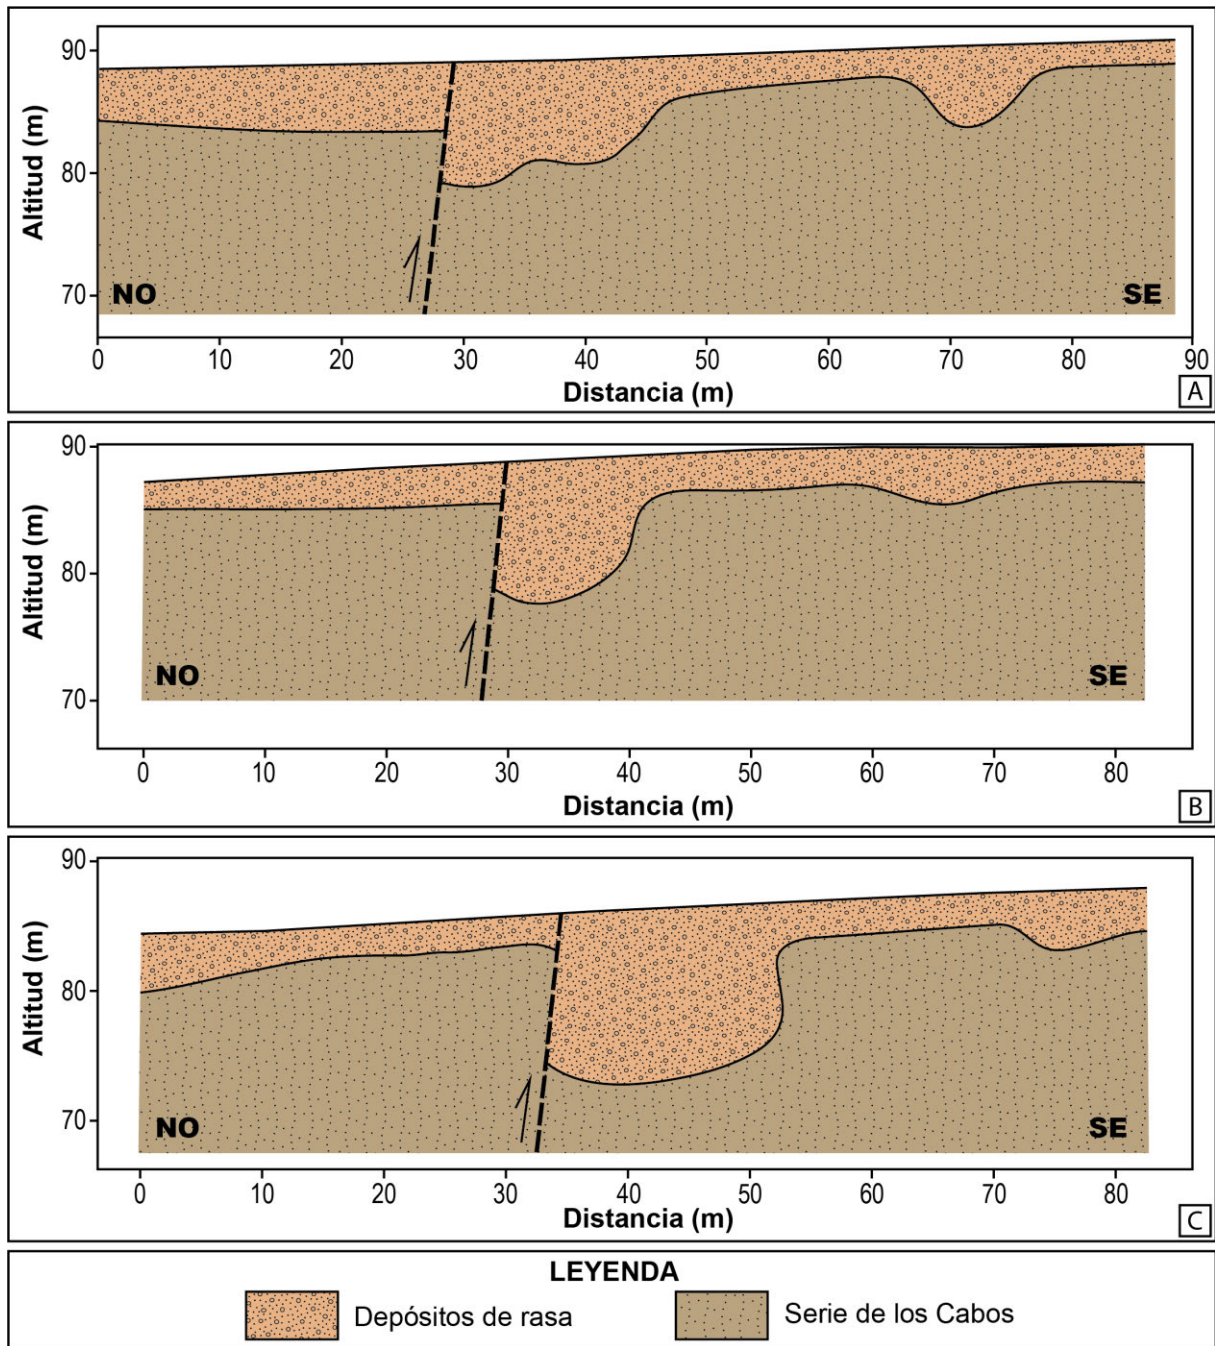 90
80
70
Altitud (m)
NO
SE
0 10 20 30 40 50 60 70 80 90
Distancia (m)
A
90
80
70
Altitud (m)
NO
SE
0 10 20 30 40 50 60 70 80
Distancia (m)
B
90
80
70
Altitud (m)
NO
SE
0 10 20 30 40 50 60 70 80
Distancia (m)
C
LEYENDA
Depósitos de rasa
Serie de los Cabos